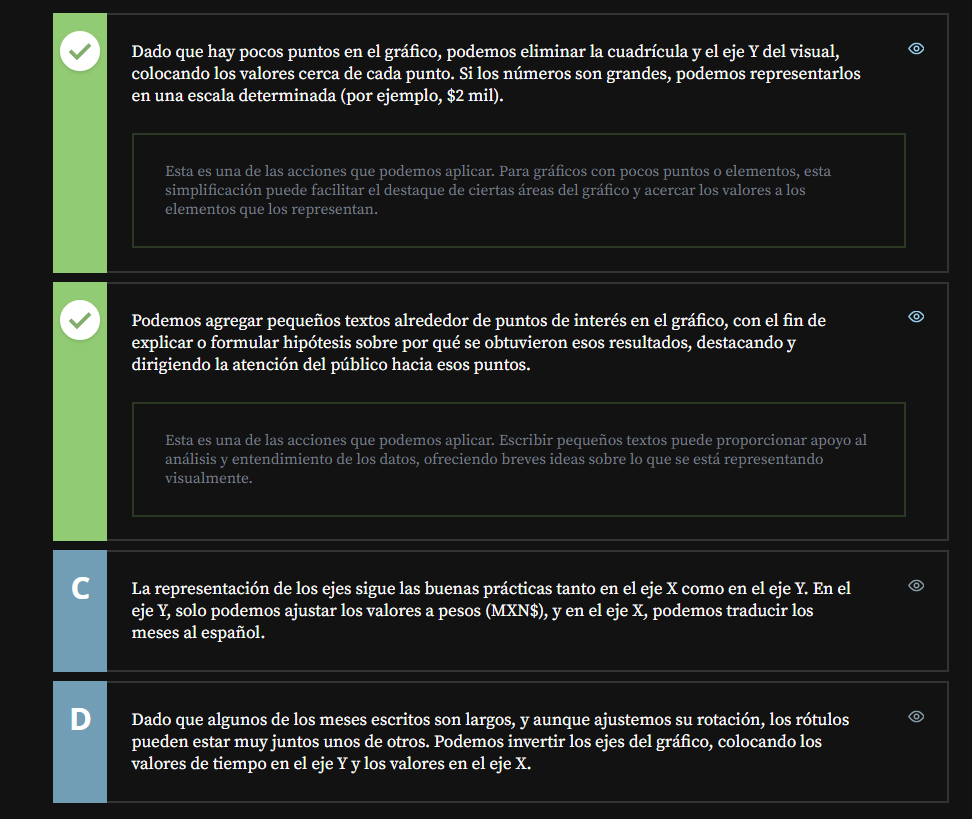 Dado que hay pocos puntos en el gráfico, podemos eliminar la cuadrícula y el eje Y del visual,
colocando los valores cerca de cada punto. Si los números son grandes, podemos representarlos
en una escala determinada (por ejemplo, $2 mil).
Esta es una de las acciones que podemos aplicar. Para gráficos con pocos puntos o elementos, esta
simplificación puede facilitar el destaque de ciertas áreas del gráfico y acercar los valores a los
elementos que los representan.
Podemos agregar pequeños textos alrededor de puntos de interés en el gráfico, con el fin de
explicar o formular hipótesis sobre por qué se obtuvieron esos resultados, destacando y
dirigiendo la atención del público hacia esos puntos.
Esta es una de las acciones que podemos aplicar. Escribir pequeños textos puede proporcionar apoyo al
análisis y entendimiento de los datos, ofreciendo breves ideas sobre lo que se está representando
visualmente.
C
La representación de los ejes sigue las buenas prácticas tanto en el eje X como en el eje Y. En el
eje Y, solo podemos ajustar los valores a pesos (MXN$), y en el eje X, podemos traducir los
meses al español.
D
Dado que algunos de los meses escritos son largos, y aunque ajustemos su rotación, los rótulos
pueden estar muy juntos unos de otros. Podemos invertir los ejes del gráfico, colocando los
valores de tiempo en el eje Y y los valores en el eje X.